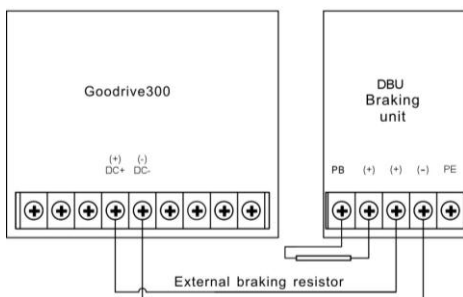 Goodrive300
(+) (-)
DC+ DC-
DBU
Braking
unit
PB (+) (+) (-) PE
External braking resistor